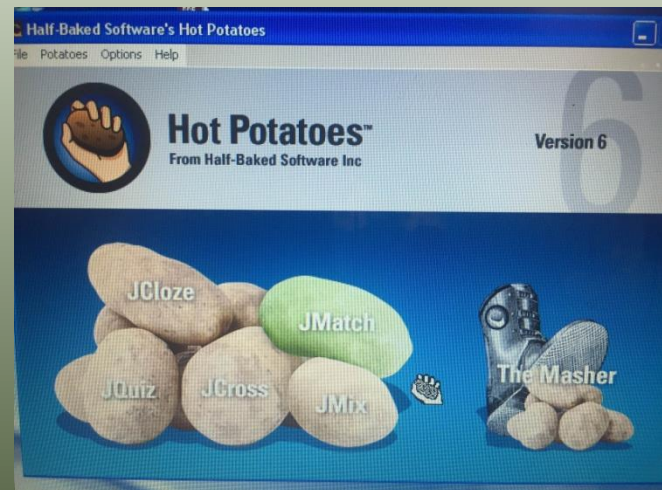 Half-Baked Software's Hot Potatoes
File Potatoes Options Help
Hot Potatoes™
From Half-Baked Software Inc
Version 6
6
JCloze
JMatch
JQuiz
JCross
JMix
The Masher